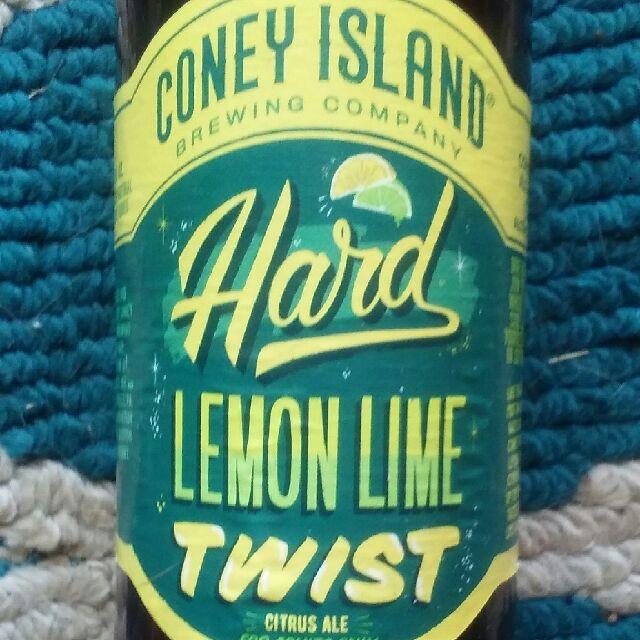 CONEY ISLAND®
BREWING COMPANY
Hard
LEMON LIME
TWIST
CITRUS ALE